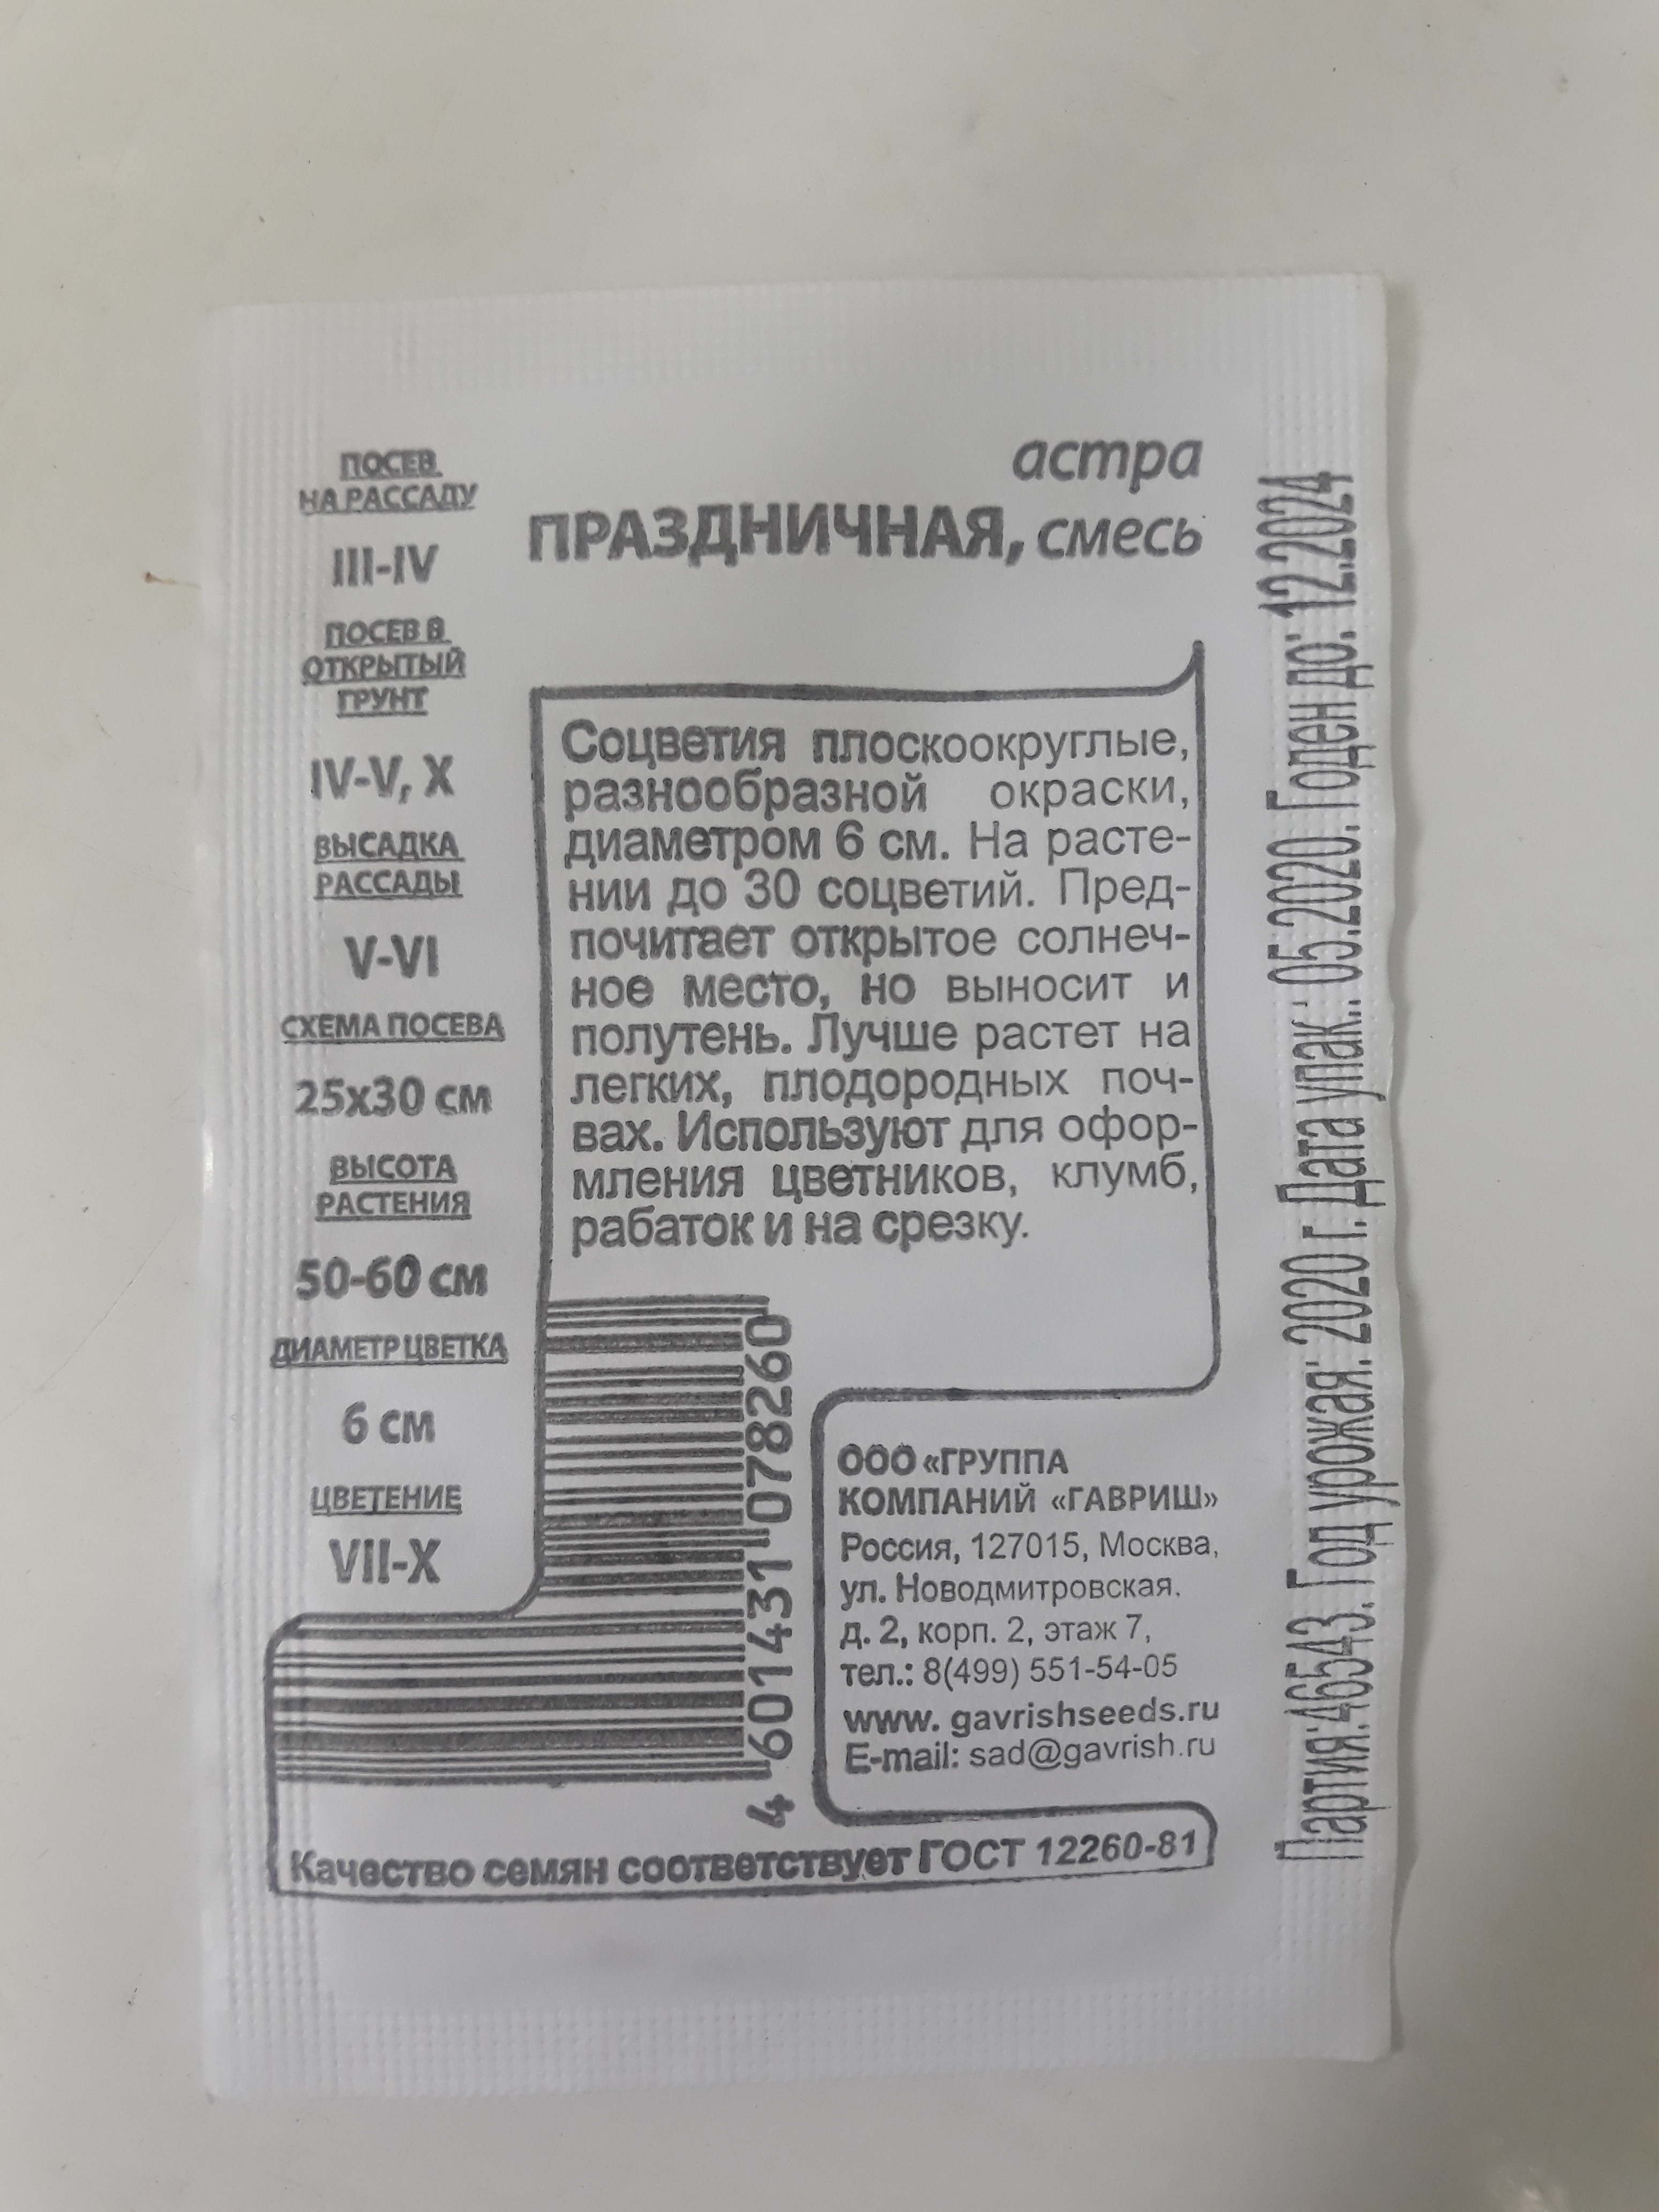 ПОСЕВ
НА РАССАДУ
III-IV
ПОСЕВ В
ОТКРЫТЫЙ
ГРУНТ
IV-V, X
ВЫСАДКА
РАССАДЫ
V-VI
СХЕМА ПОСЕВА
25х30 см
ВЫСОТА
РАСТЕНИЯ
50-60 см
ДИАМЕТР ЦВЕТКА
6 см
ЦВЕТЕНИЕ
VII-X
астра
ПРАЗДНИЧНАЯ, смесь
Соцветия плоскоокруглые,
разнообразной окраски,
диаметром 6 см. На расте-
нии до 30 соцветий. Пред-
почитает открытое солнеч-
ное место, но выносит и
полутень. Лучше растет на
легких, плодородных поч-
вах. Используют для офор-
мления цветников, клумб,
рабаток и на срезку.
4 601431 078260
ООО «ГРУППА
КОМПАНИЙ «ГАВРИШ»
Россия, 127015, Москва,
ул. Новодмитровская.
д. 2, корп. 2, этаж 7,
тел.: 8(499) 551-54-05
www. gavrishseeds.ru
E-mail: sad@gavrish.ru
Качество семян соответствует ГОСТ 12260-81
Партия:46543. Год урожая: 2020 г. Дата упак.: 05.2020. Годен до: 12.2024